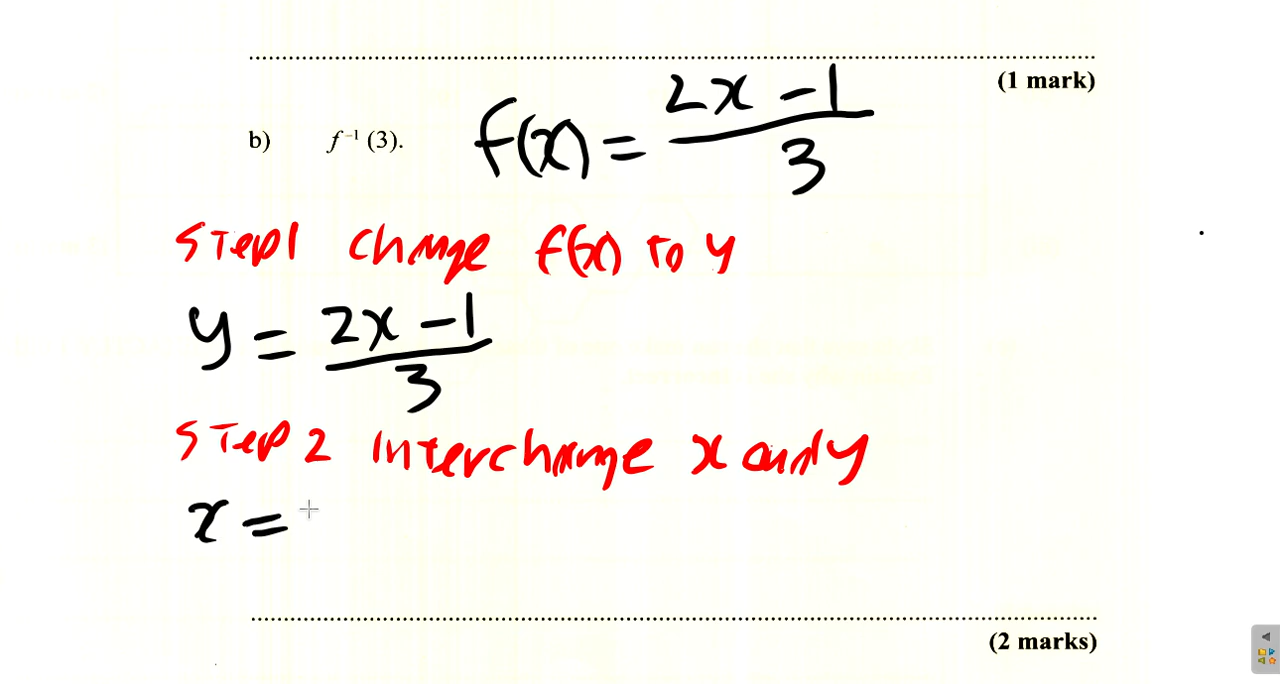 (1 mark)
b) f⁻¹ (3). f(x) = (2x - 1)/3
Step1 change f(x) to y
y = (2x - 1)/3
Step 2 Interchange x and y
x =
(2 marks)